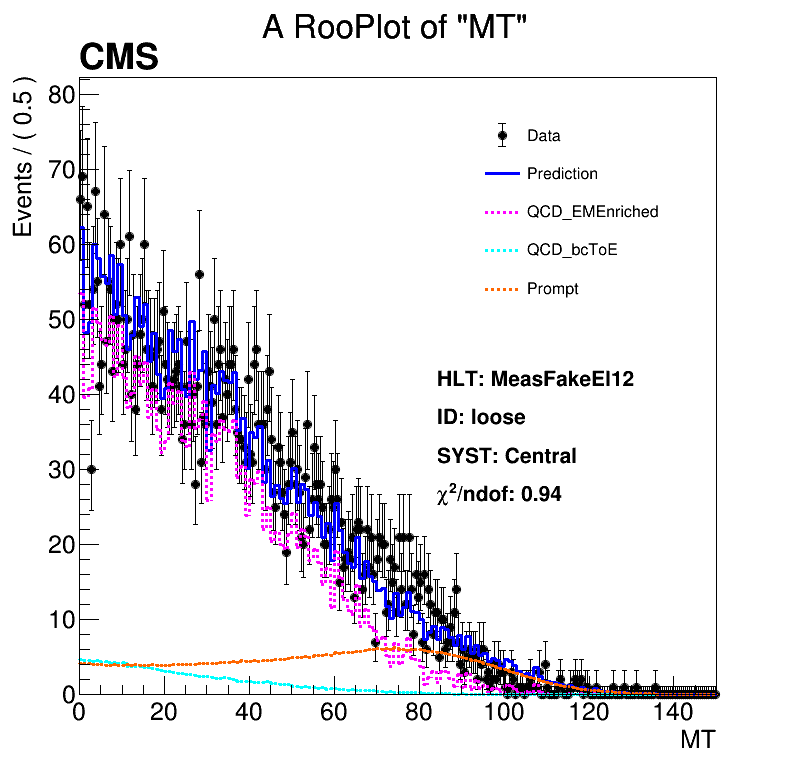 A RooPlot of "MT"
CMS
Events / ( 0.5 )
80
70
60
50
40
30
20
10
0
Data
Prediction
QCD_EMEnriched
QCD_bcToE
Prompt
HLT: MeasFakeEl12
ID: loose
SYST: Central
χ²/ndof: 0.94
0 20 40 60 80 100 120 140
MT